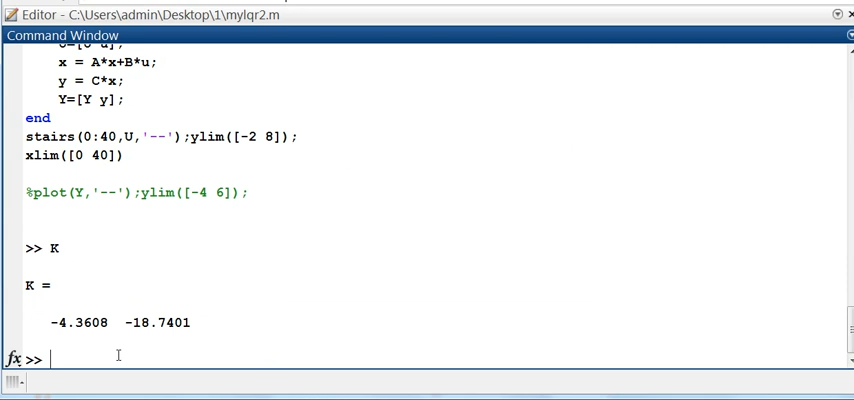 Editor - C:\Users\admin\Desktop\1\mylqr2.m
Command Window
U=[U u];
x = A*x+B*u;
y = C*x;
Y=[Y y];
end
stairs(0:40,U,'--');ylim([-2 8]);
xlim([0 40])
%plot(Y,'--');ylim([-4 6]);
>> K
K =
-4.3608 -18.7401
fx >>